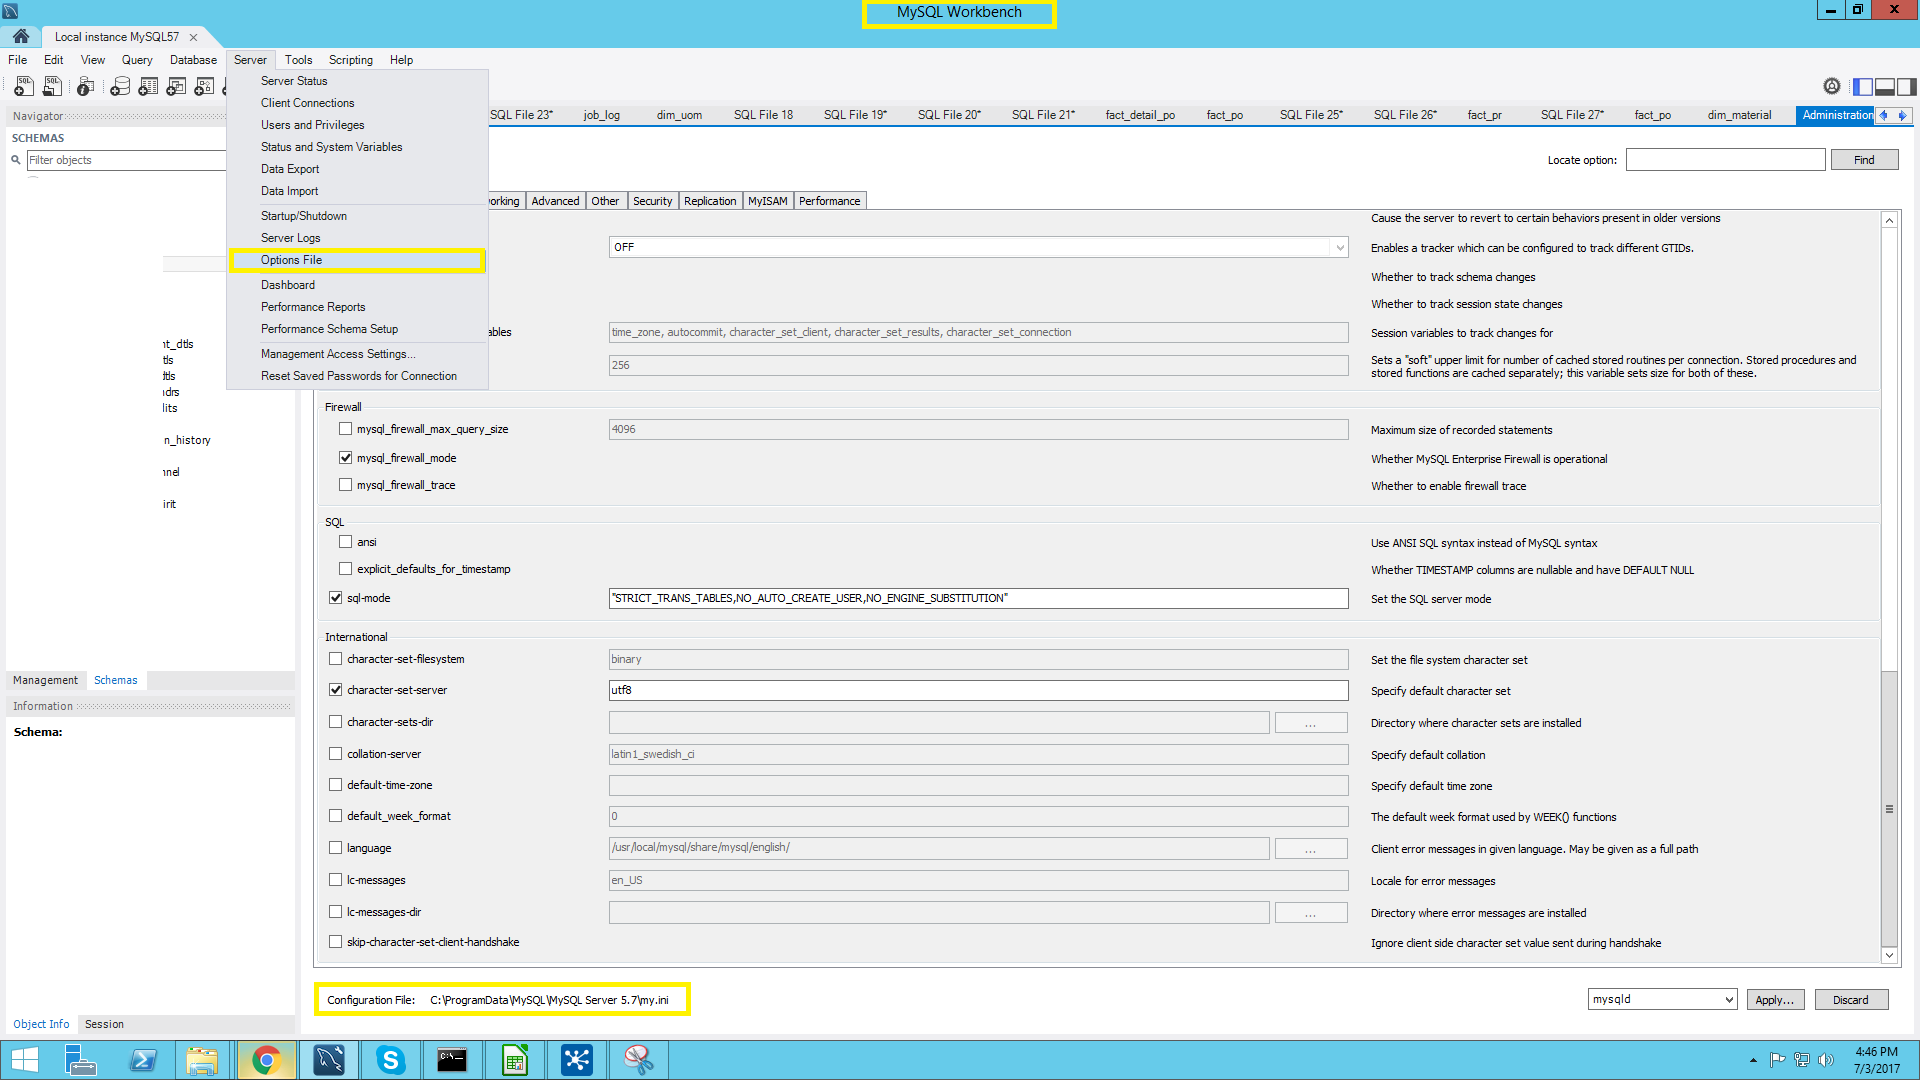 MySQL Workbench
Local instance MySQL57
File Edit View Query Database Server Tools Scripting Help
Server Status
Client Connections
Users and Privileges
Status and System Variables
Data Export
Data Import
Startup/Shutdown
Server Logs
Options File
Dashboard
Performance Reports
Performance Schema Setup
Management Access Settings...
Reset Saved Passwords for Connection
SQL SQL
SQL File 23* job_log dim_uom SQL File 18 SQL File 19* SQL File 20* SQL File 21* fact_detail_po fact_po SQL File 25* SQL File 26* fact_pr SQL File 27* fact_po dim_material Administration
Navigator
SCHEMAS
Filter objects
nt_dtls
tls
dtls
ndrs
lits
n_history
nnel
irit
Management Schemas
Information
Schema:
Object Info Session
Locate option: Find
orking Advanced Other Security Replication MyISAM Performance
Cause the server to revert to certain behaviors present in older versions
OFF Enables a tracker which can be configured to track different GTIDs.
Whether to track schema changes
Whether to track session state changes
ables time_zone, autocommit, character_set_client, character_set_results, character_set_connection Session variables to track changes for
256 Sets a "soft" upper limit for number of cached stored routines per connection. Stored procedures and
stored functions are cached separately; this variable sets size for both of these.
Firewall
mysql_firewall_max_query_size 4096 Maximum size of recorded statements
mysql_firewall_mode Whether MySQL Enterprise Firewall is operational
mysql_firewall_trace Whether to enable firewall trace
SQL
ansi Use ANSI SQL syntax instead of MySQL syntax
explicit_defaults_for_timestamp Whether TIMESTAMP columns are nullable and have DEFAULT NULL
sql-mode "STRICT_TRANS_TABLES,NO_AUTO_CREATE_USER,NO_ENGINE_SUBSTITUTION" Set the SQL server mode
International
character-set-filesystem binary Set the file system character set
character-set-server utf8 Specify default character set
character-sets-dir ... Directory where character sets are installed
collation-server latin1_swedish_ci Specify default collation
default-time-zone Specify default time zone
default_week_format 0 The default week format used by WEEK() functions
language /usr/local/mysql/share/mysql/english/ ... Client error messages in given language. May be given as a full path
lc-messages en_US Locale for error messages
lc-messages-dir ... Directory where error messages are installed
skip-character-set-client-handshake Ignore client side character set value sent during handshake
Configuration File: C:\ProgramData\MySQL\MySQL Server 5.7\my.ini mysqld Apply... Discard
4:46 PM
7/3/2017